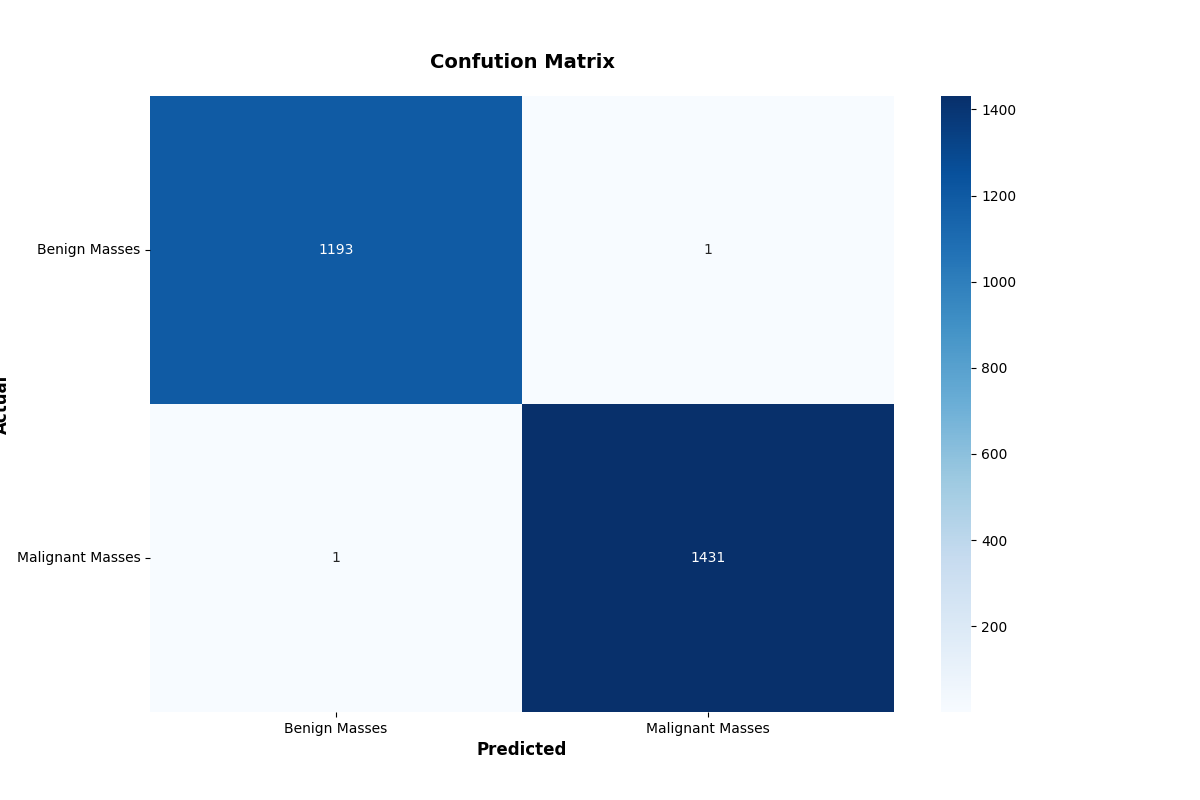 Confution Matrix
Benign Masses
1193
1
Malignant Masses
1
1431
Actual
Benign Masses
Malignant Masses
Predicted
1400
1200
1000
800
600
400
200